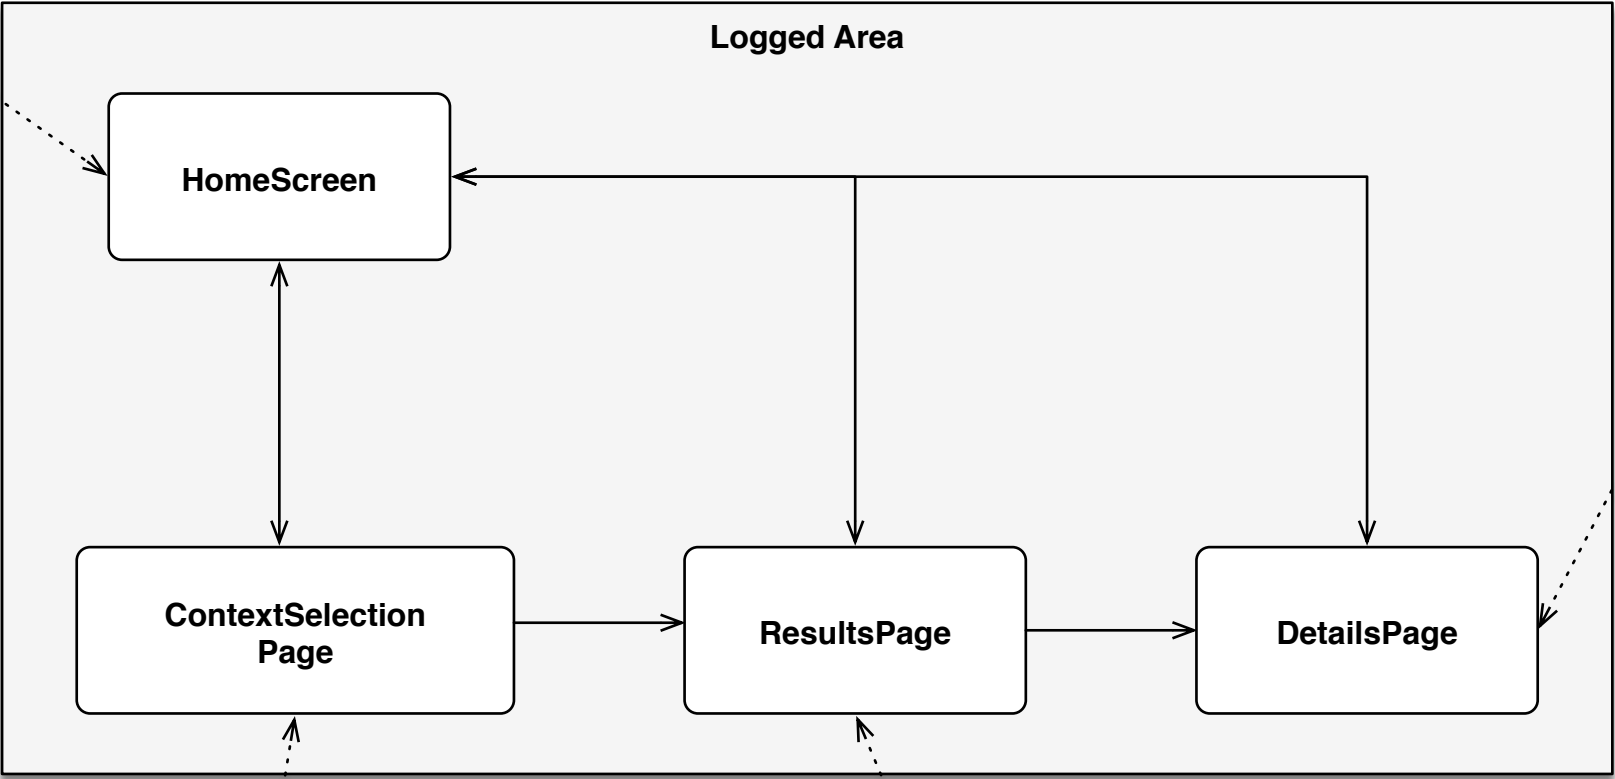 Logged Area
HomeScreen
ContextSelection
Page
ResultsPage
DetailsPage